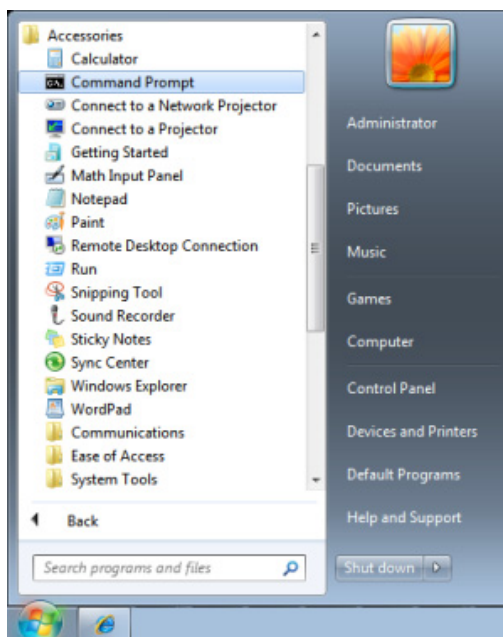 Accessories
Calculator
Command Prompt
Connect to a Network Projector
Connect to a Projector
Getting Started
Math Input Panel
Notepad
Paint
Remote Desktop Connection
Run
Snipping Tool
Sound Recorder
Sticky Notes
Sync Center
Windows Explorer
WordPad
Communications
Ease of Access
System Tools
Back
Search programs and files
Administrator
Documents
Pictures
Music
Games
Computer
Control Panel
Devices and Printers
Default Programs
Help and Support
Shut down